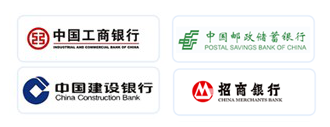 中国工商银行
INDUSTRIAL AND COMMERCIAL BANK OF CHINA
中国邮政储蓄银行
POSTAL SAVINGS BANK OF CHINA
中国建设银行
China Construction Bank
招商银行
CHINA MERCHANTS BANK